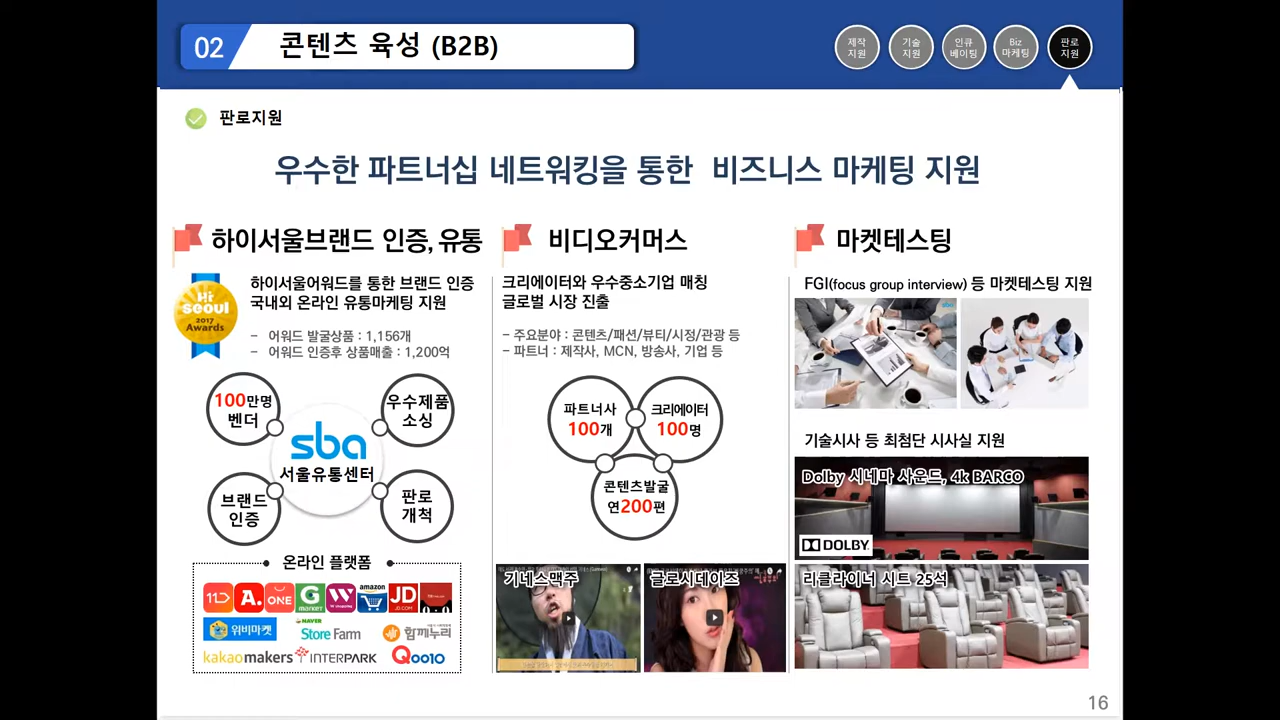 02
콘텐츠 육성 (B2B)
제작
지원
기술
지원
인큐
베이팅
Biz
마케팅
판로
지원
판로지원
우수한 파트너십 네트워킹을 통한 비즈니스 마케팅 지원
하이서울브랜드 인증, 유통
하이서울어워드를 통한 브랜드 인증
국내외 온라인 유통마케팅 지원
- 어워드 발굴상품 : 1,156개
- 어워드 인증후 상품매출 : 1,200억
Hi
seoul
2017
Awards
100만명
벤더
우수제품
소싱
sba
서울유통센터
브랜드
인증
판로
개척
온라인 플랫폼
11
A.
ONE
G
market
W
amazon
JD
JD.COM
위비마켓
NAVER
Store Farm
함께누리
kakaomakers
INTERPARK
Qoo10
비디오커머스
크리에이터와 우수중소기업 매칭
글로벌 시장 진출
- 주요분야 : 콘텐츠/패션/뷰티/시정/관광 등
- 파트너 : 제작사, MCN, 방송사, 기업 등
파트너사
100개
크리에이터
100명
콘텐츠발굴
연200편
기네스맥주
글로시데이즈
마켓테스팅
FGI(focus group interview) 등 마켓테스팅 지원
기술시사 등 최첨단 시사실 지원
Dolby 시네마 사운드, 4k BARCO
DOLBY
리클라이너 시트 25석
16